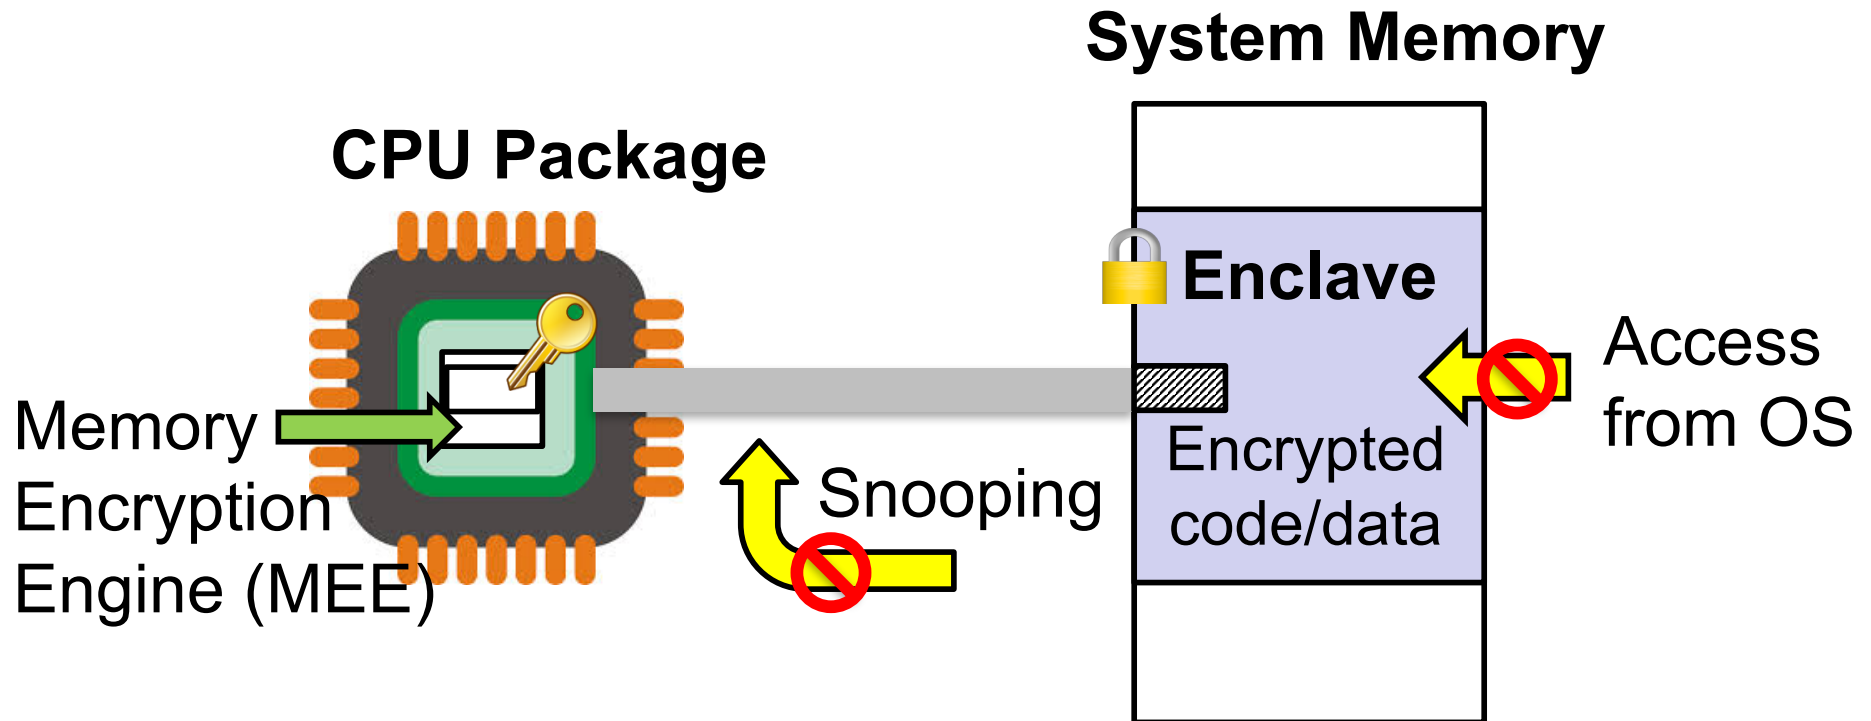 System Memory
CPU Package
Enclave
Access
from OS
Memory
Encryption
Engine (MEE)
Snooping
Encrypted
code/data